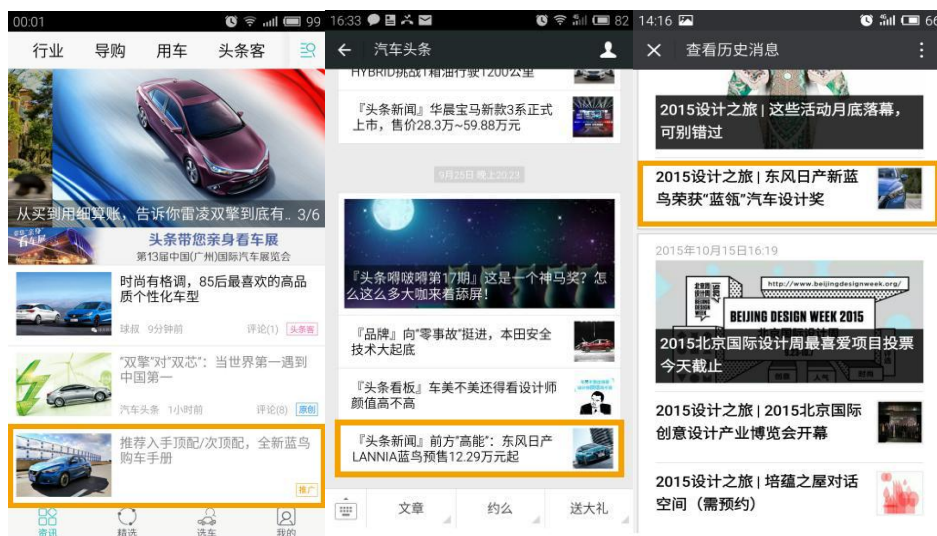 00:01
99
行业
导购
用车
头条客
从买到用细算账，告诉你雷凌双擎到底有..
3/6
头条带您亲身看车展
第13届中国(广州)国际汽车展览会
时尚有格调，85后最喜欢的高品
质个性化车型
球叔 9分钟前
评论(1)
头条客
“双擎”对“双芯”：当世界第一遇到
中国第一
汽车头条 1小时前
评论(8)
原创
推荐入手顶配/次顶配，全新蓝鸟
购车手册
推广
资讯
精选
选车
我的
16:33
82
汽车头条
HYBRID挑战1箱油行驶1200公里
『头条新闻』华晨宝马新款3系正式
上市，售价28.3万~59.88万元
9月25日 晚上20:23
『头条嘚啵嘚第17期』这是一个神马奖？怎
么这么多大咖来着舔屏！
『品牌』向“零事故”挺进，本田安全
技术大起底
『头条看板』车美不美还得看设计师
颜值高不高
『头条新闻』前方“高能”：东风日产
LANNIA蓝鸟预售12.29万元起
文章
约么
送大礼
14:16
66
查看历史消息
2015设计之旅 | 这些活动月底落幕，
可别错过
2015设计之旅 | 东风日产新蓝
鸟荣获“蓝瓴”汽车设计奖
2015年10月15日16:19
http://www.beijingdesignweek.org/
BEIJING DESIGN WEEK 2015
2015北京国际设计周最喜爱项目投票
今天截止
2015设计之旅 | 2015北京国际
创意设计产业博览会开幕
2015设计之旅 | 培蕴之屋对话
空间（需预约）